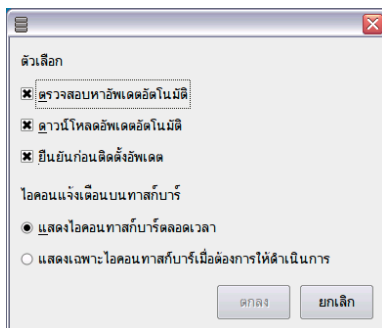 ตัวเลือก
ตรวจสอบหาอัพเดตอัตโนมัติ
ดาวน์โหลดอัพเดตอัตโนมัติ
ยืนยันก่อนติดตั้งอัพเดต
ไอคอนแจ้งเตือนบนทาสก์บาร์
แสดงไอคอนทาสก์บาร์ตลอดเวลา
แสดงเฉพาะไอคอนทาสก์บาร์เมื่อต้องการให้ดำเนินการ
ตกลง
ยกเลิก